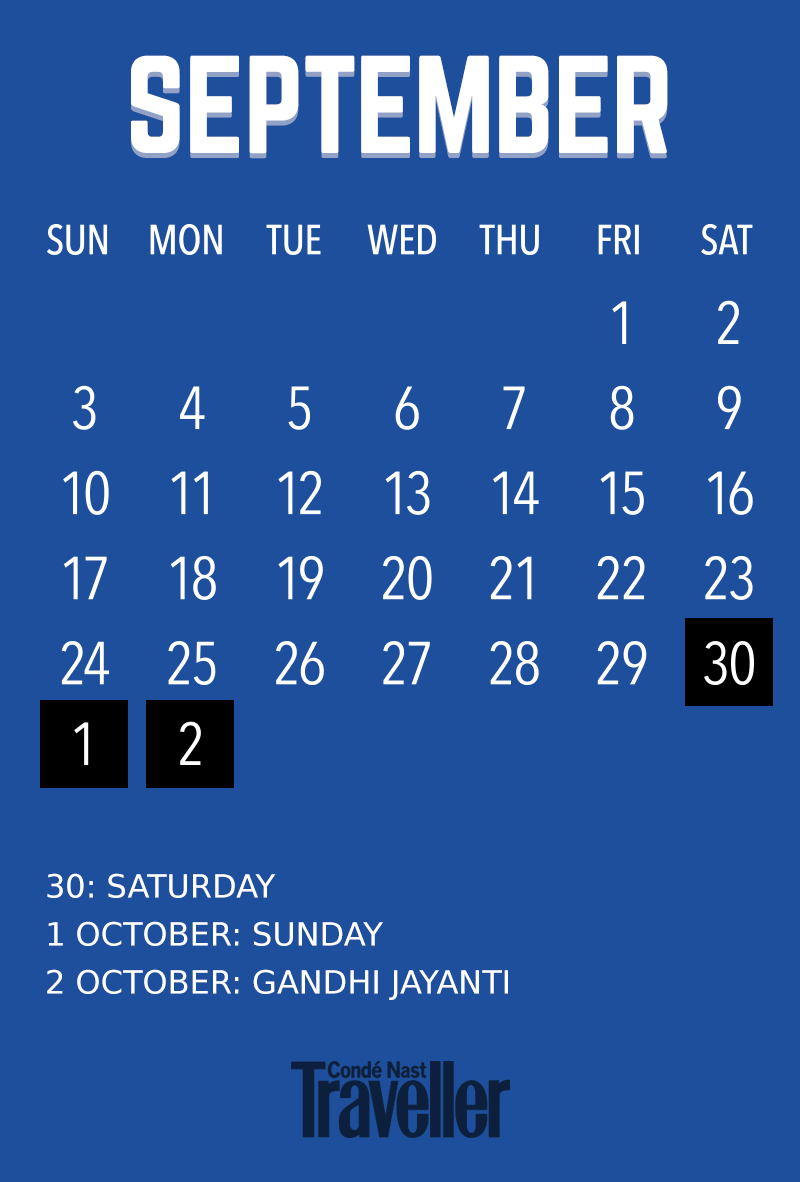 SEPTEMBER
SUN MON TUE WED THU FRI SAT
1 2
3 4 5 6 7 8 9
10 11 12 13 14 15 16
17 18 19 20 21 22 23
24 25 26 27 28 29 30
1 2
30: SATURDAY
1 OCTOBER: SUNDAY
2 OCTOBER: GANDHI JAYANTI
Condé Nast
Traveller